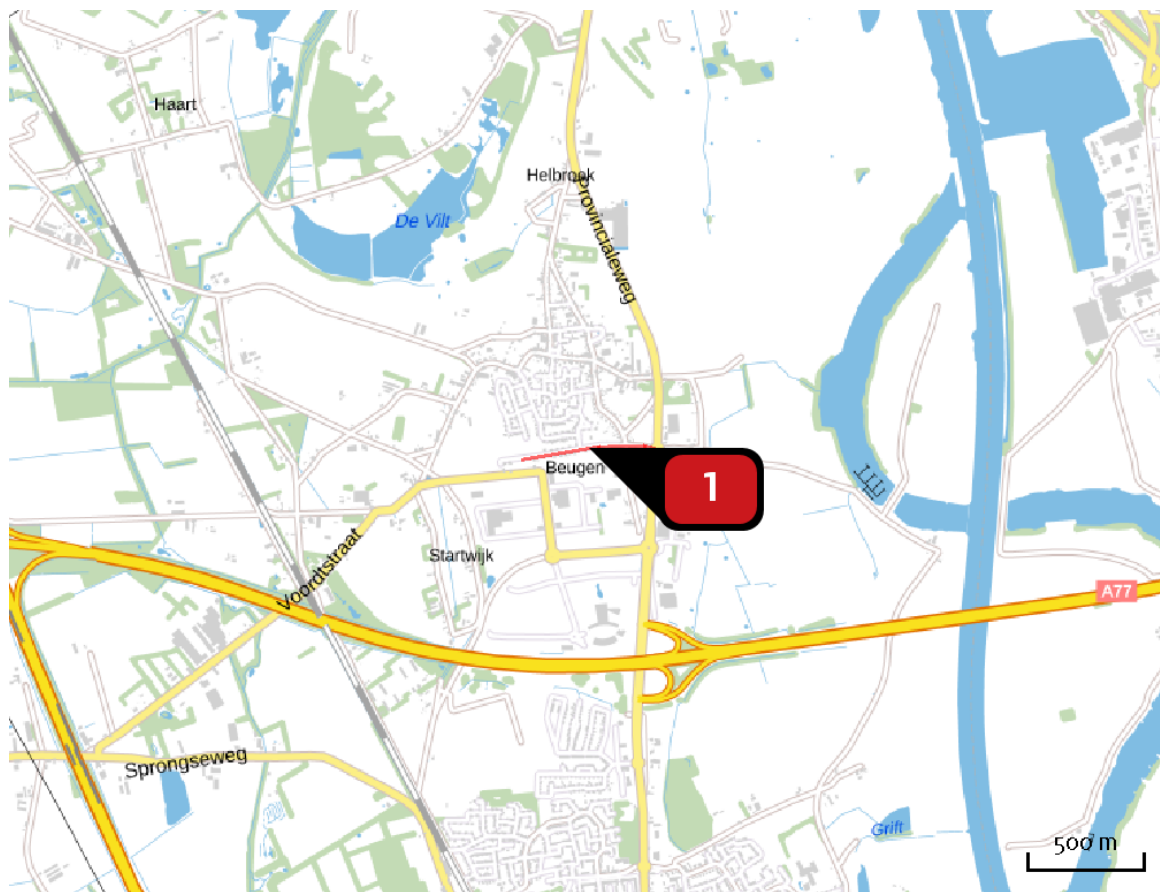 Haart
Helbroek
De Vilt
Provincialeweg
Beugen
1
Startwijk
Voordtstraat
A77
Sprongseweg
Grift
500 m